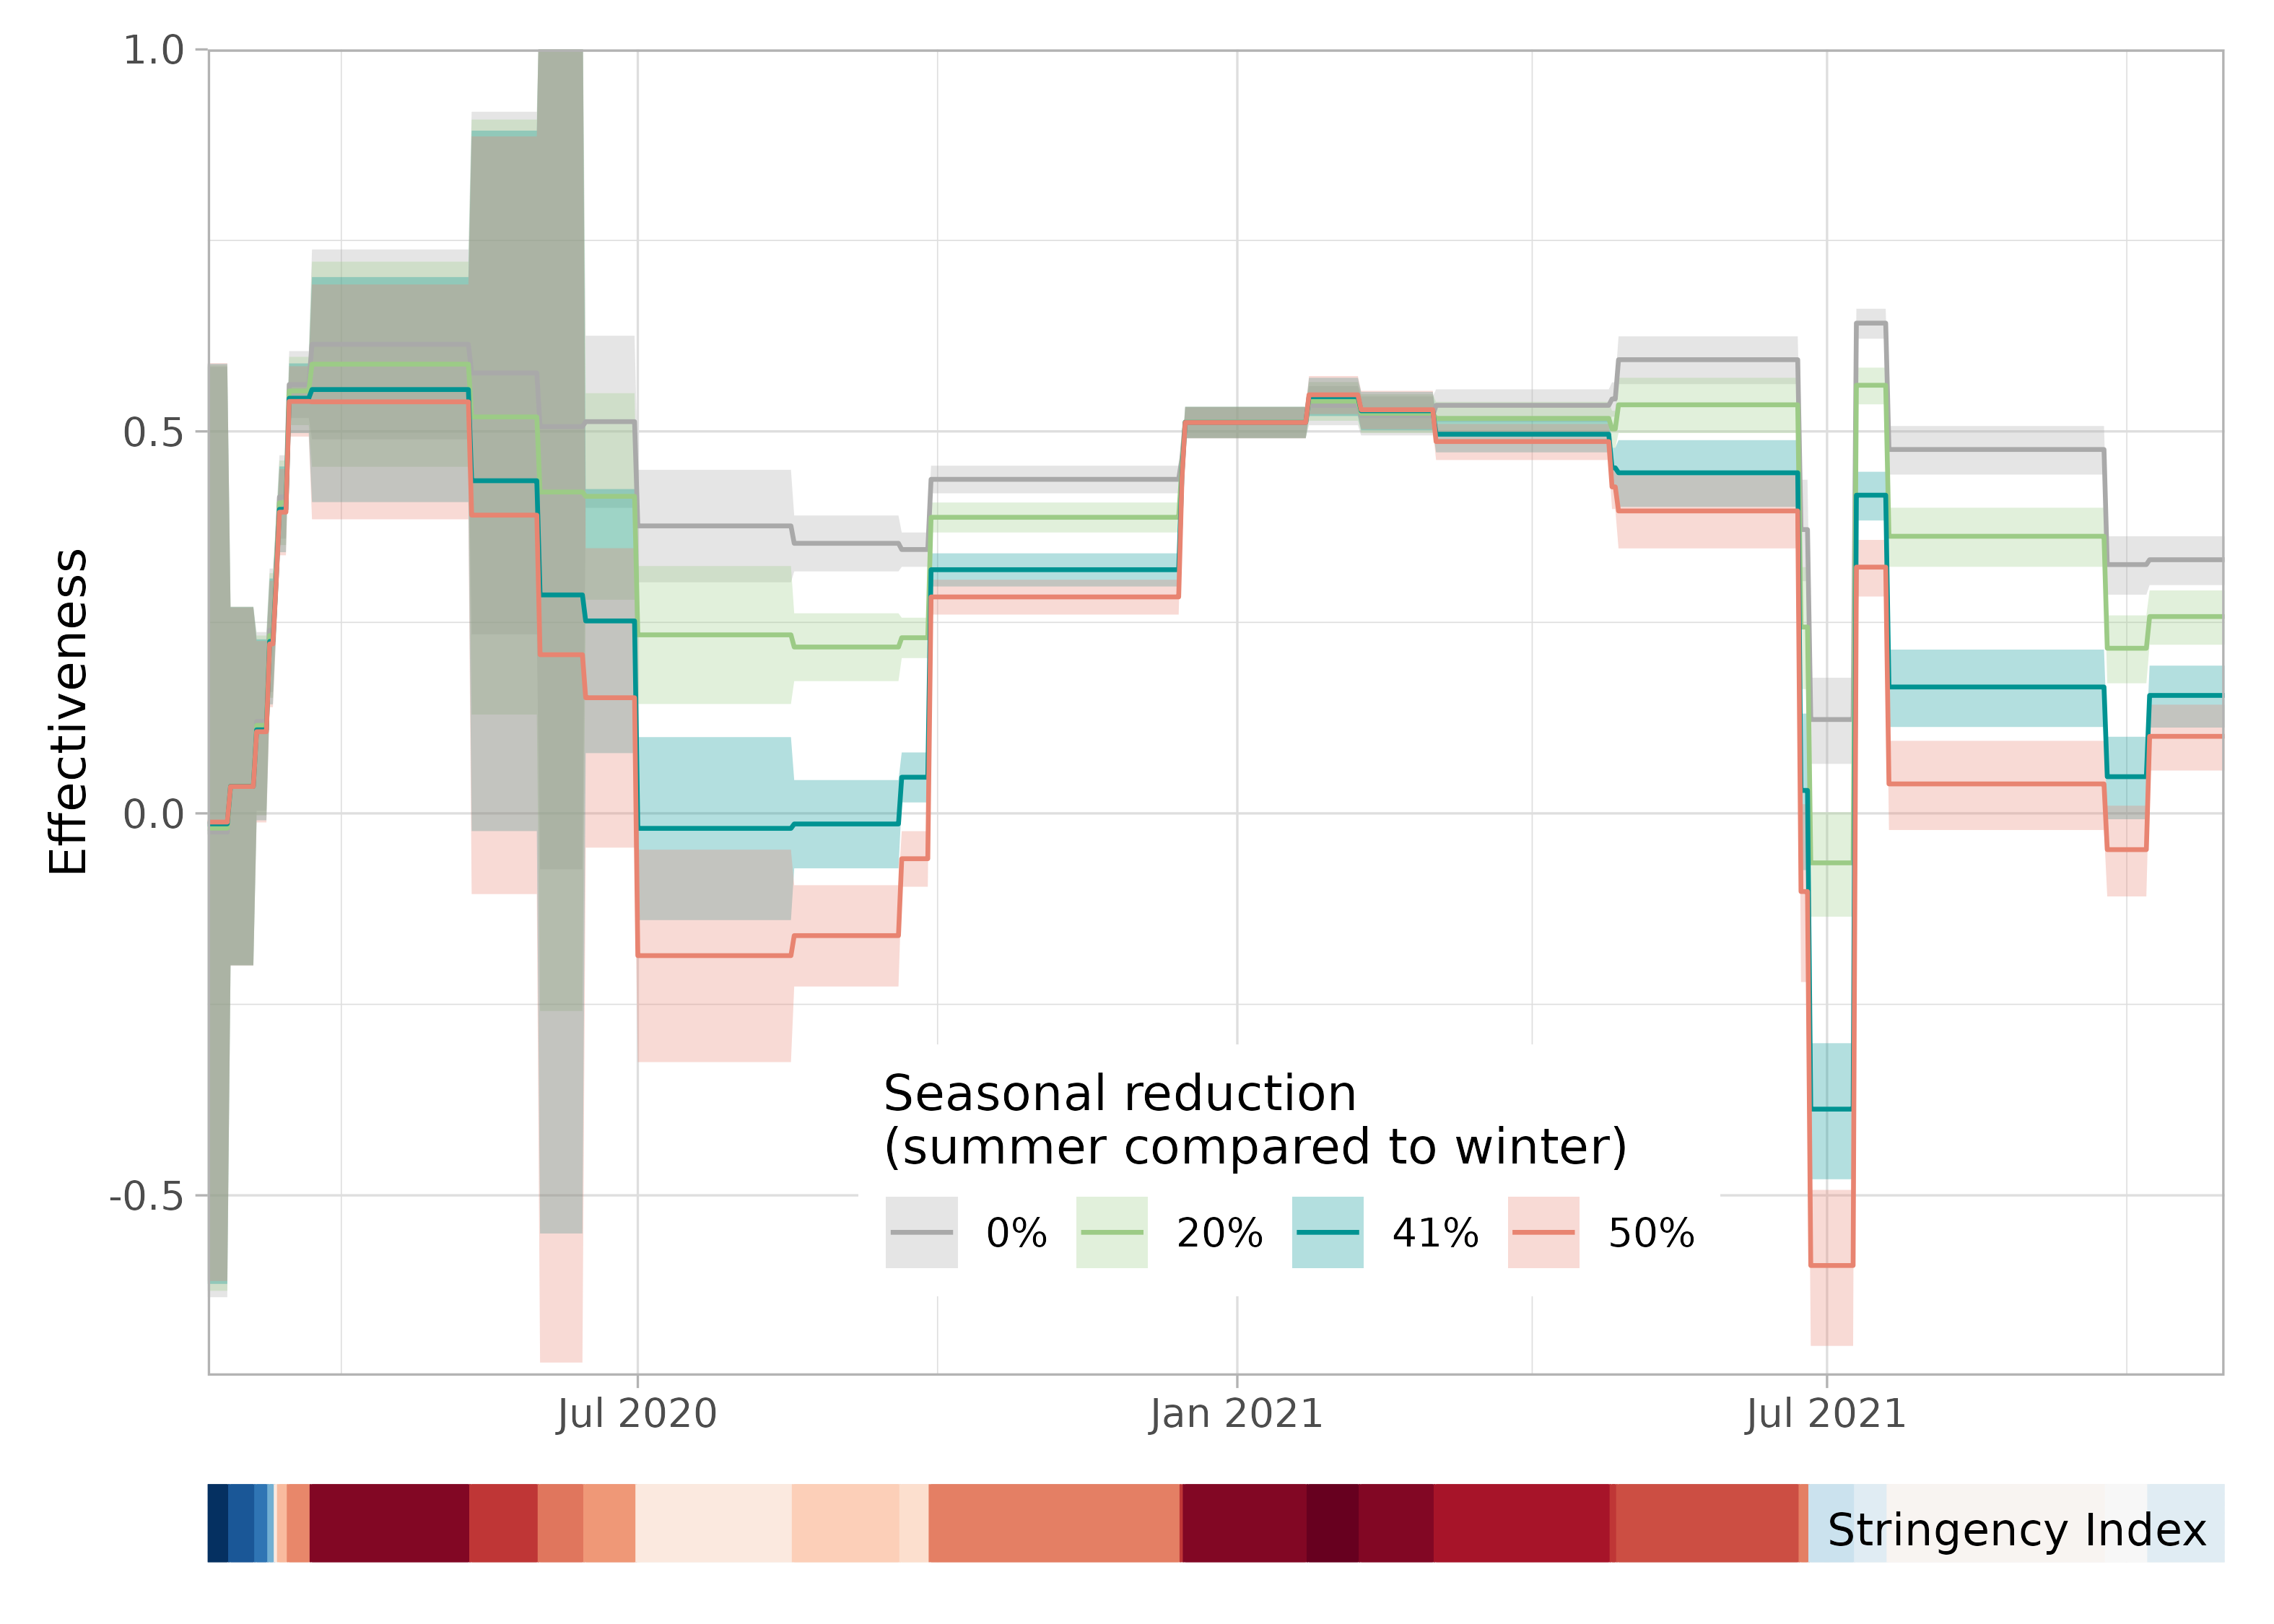 1.0
0.5
0.0
-0.5
Effectiveness
Seasonal reduction
(summer compared to winter)
0% 20% 41% 50%
Jul 2020 Jan 2021 Jul 2021
Stringency Index